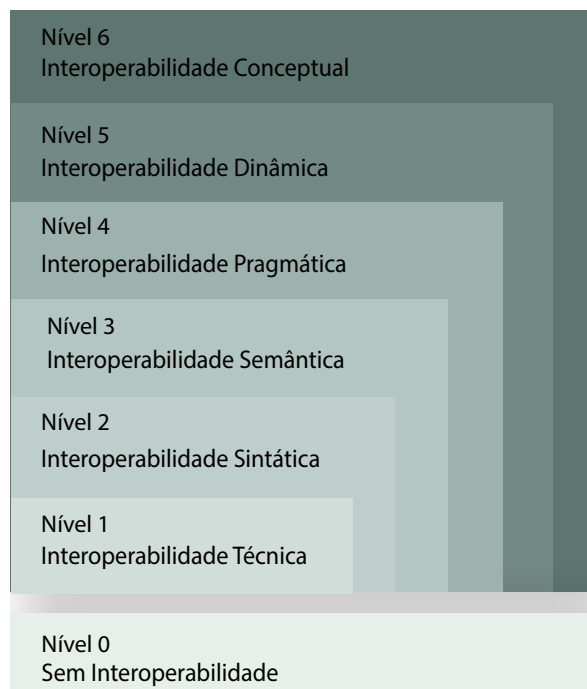 Nível 6
Interoperabilidade Conceptual
Nível 5
Interoperabilidade Dinâmica
Nível 4
Interoperabilidade Pragmática
Nível 3
Interoperabilidade Semântica
Nível 2
Interoperabilidade Sintática
Nível 1
Interoperabilidade Técnica
Nível 0
Sem Interoperabilidade